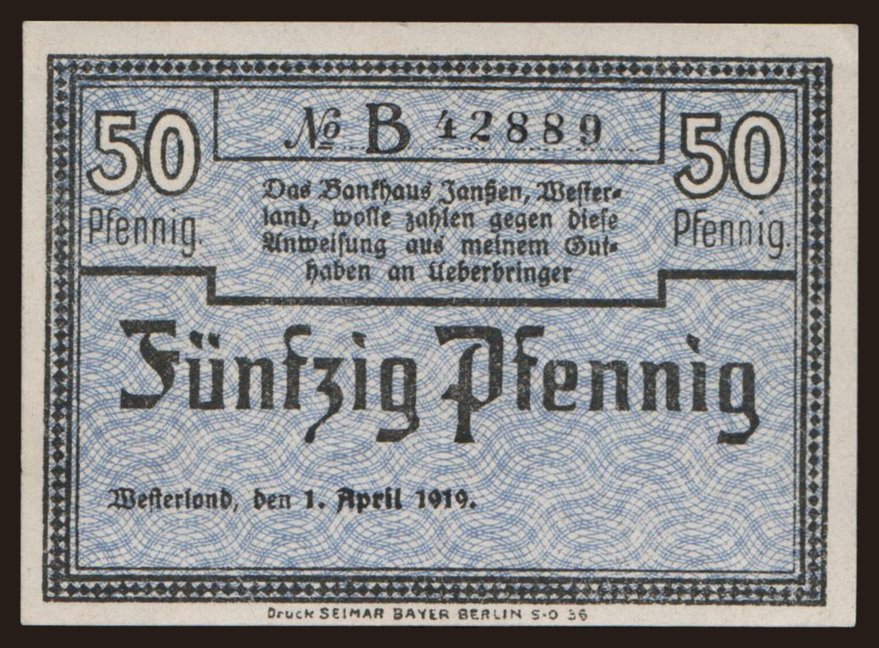 50
№ B 42889
50
Pfennig.
Pfennig.
Das Bankhaus Janßen, Wester-
land, wolle zahlen gegen diese
Anweisung aus meinem Gut-
haben an Ueberbringer
Fünfzig Pfennig
Westerland, den 1. April 1919.
Druck SELMAR BAYER BERLIN S-O 36